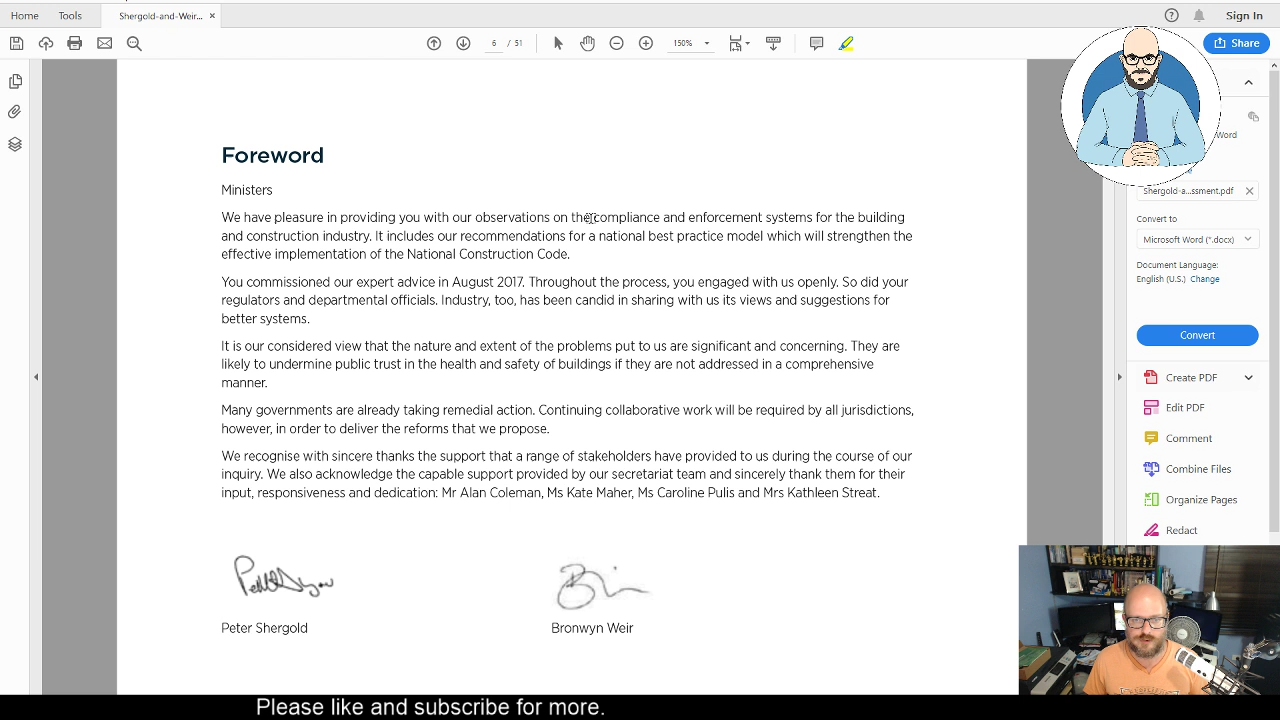 Home
Tools
Shergold-and-Weir...
Sign In
6 / 51
150%
Share
Word
Shergold-a...ssment.pdf
Convert to
Microsoft Word (*.docx)
Document Language:
English (U.S.) Change
Convert
Create PDF
Edit PDF
Comment
Combine Files
Organize Pages
Redact
Foreword
Ministers
We have pleasure in providing you with our observations on the compliance and enforcement systems for the building
and construction industry. It includes our recommendations for a national best practice model which will strengthen the
effective implementation of the National Construction Code.
You commissioned our expert advice in August 2017. Throughout the process, you engaged with us openly. So did your
regulators and departmental officials. Industry, too, has been candid in sharing with us its views and suggestions for
better systems.
It is our considered view that the nature and extent of the problems put to us are significant and concerning. They are
likely to undermine public trust in the health and safety of buildings if they are not addressed in a comprehensive
manner.
Many governments are already taking remedial action. Continuing collaborative work will be required by all jurisdictions,
however, in order to deliver the reforms that we propose.
We recognise with sincere thanks the support that a range of stakeholders have provided to us during the course of our
inquiry. We also acknowledge the capable support provided by our secretariat team and sincerely thank them for their
input, responsiveness and dedication: Mr Alan Coleman, Ms Kate Maher, Ms Caroline Pulis and Mrs Kathleen Streat.
Peter Shergold
Bronwyn Weir
Please like and subscribe for more.